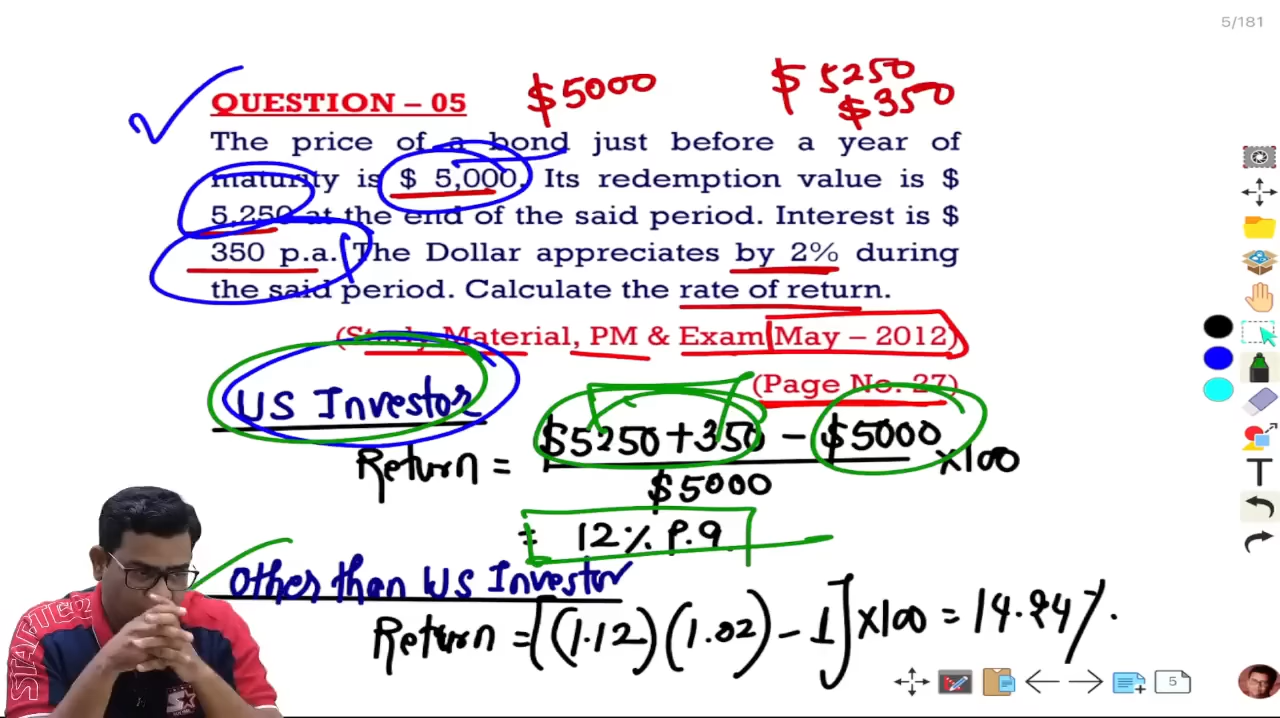 5/181
$5000
$ 5250
$350
QUESTION – 05
The price of a bond just before a year of
maturity is $ 5,000. Its redemption value is $
5,250 at the end of the said period. Interest is $
350 p.a. The Dollar appreciates by 2% during
the said period. Calculate the rate of return.
(Study Material, PM & Exam May – 2012)
(Page No. 27)
US Investor
Return = $5250+350 – $5000
$5000
×100
= 12% P.a
Other than US Investor
Return = [(1.12)(1.02) – 1] ×100 = 14.24%.
STARTER
T
5